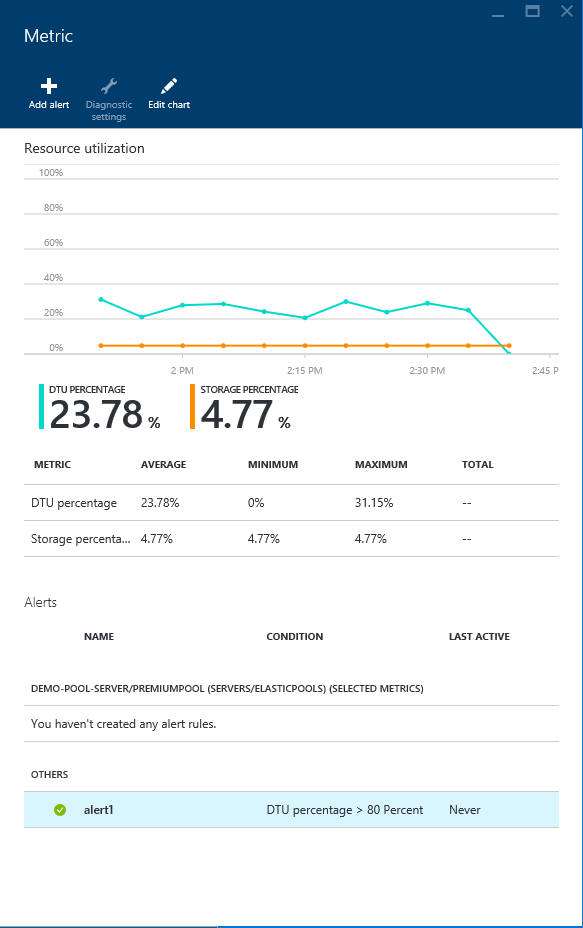 Metric
Add alert
Diagnostic settings
Edit chart
Resource utilization
100%
80%
60%
40%
20%
0%
2 PM 2:15 PM 2:30 PM 2:45 P
DTU PERCENTAGE
23.78 %
STORAGE PERCENTAGE
4.77 %
METRIC AVERAGE MINIMUM MAXIMUM TOTAL
DTU percentage 23.78% 0% 31.15% --
Storage percenta... 4.77% 4.77% 4.77% --
Alerts
NAME CONDITION LAST ACTIVE
DEMO-POOL-SERVER/PREMIUMPOOL (SERVERS/ELASTICPOOLS) (SELECTED METRICS)
You haven't created any alert rules.
OTHERS
alert1 DTU percentage > 80 Percent Never